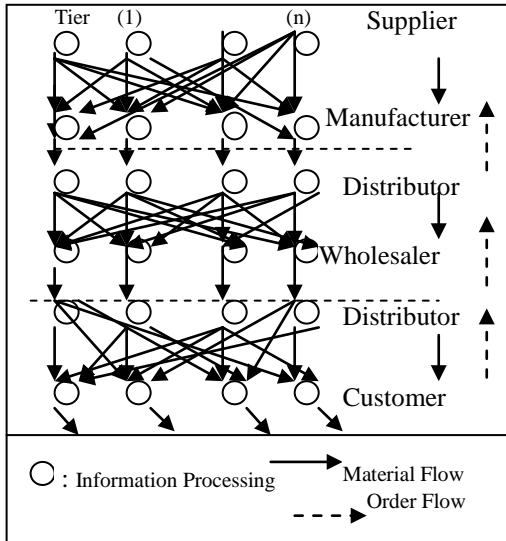 Tier (1) (n) Supplier
Manufacturer
Distributor
Wholesaler
Distributor
Customer
: Information Processing
Material Flow
Order Flow